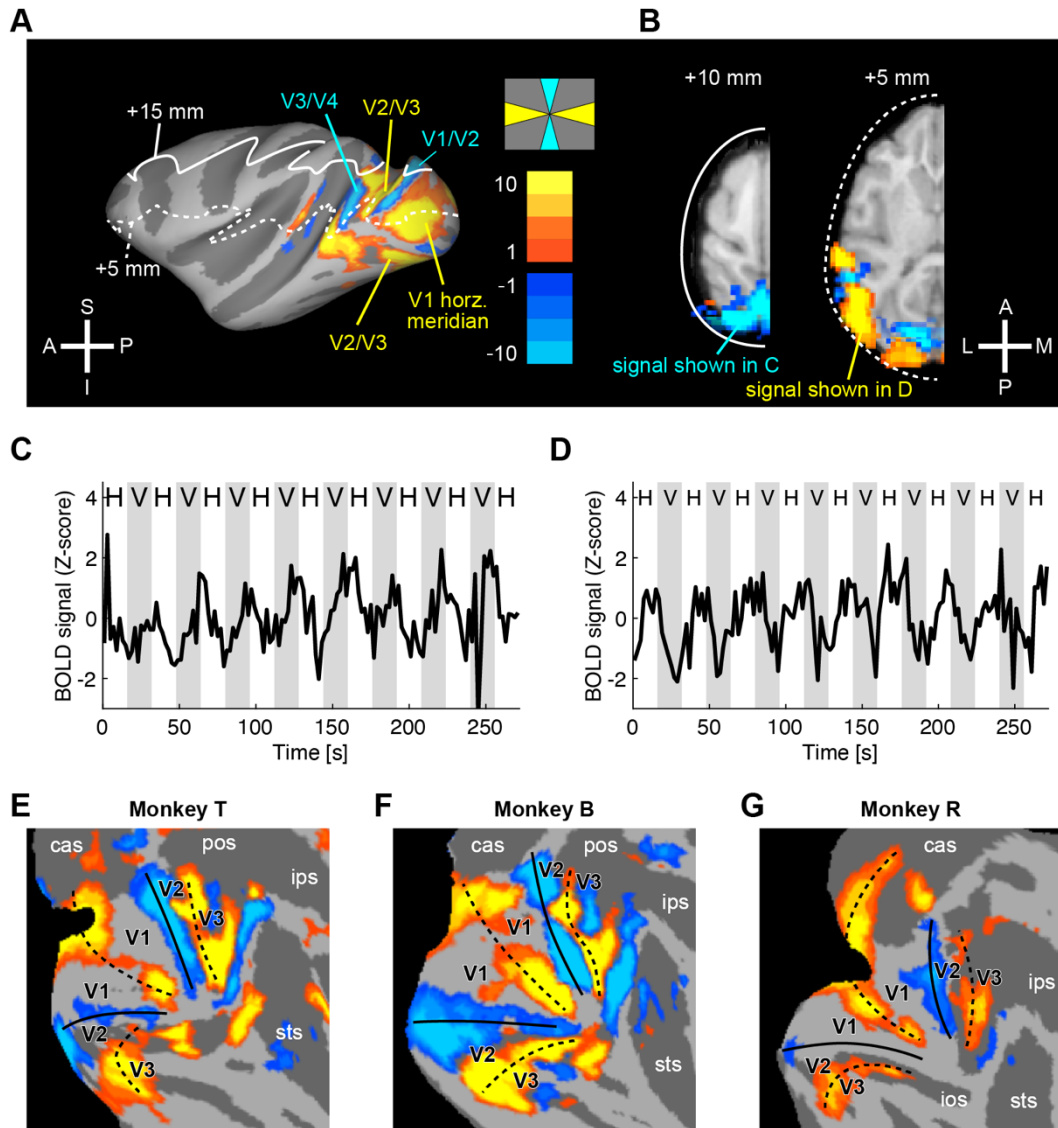 A
B
+15 mm
V3/V4
V2/V3
V1/V2
+5 mm
V2/V3
V1 horz.
meridian
S
A
P
I
10
1
-1
-10
+10 mm
+5 mm
signal shown in C
signal shown in D
A
L
M
P
C
BOLD signal (Z-score)
4
2
0
-2
H V H V H V H V H V H V H V H V H
0 50 100 150 200 250
Time [s]
D
BOLD signal (Z-score)
4
2
0
-2
H V H V H V H V H V H V H V H V H
0 50 100 150 200 250
Time [s]
E
Monkey T
cas
pos
ips
V2
V3
V1
V1
V2
V3
sts
F
Monkey B
cas
pos
ips
V2
V3
V1
V2
V3
sts
G
Monkey R
cas
ips
V2
V3
V1
V1
V2
V3
ios
sts